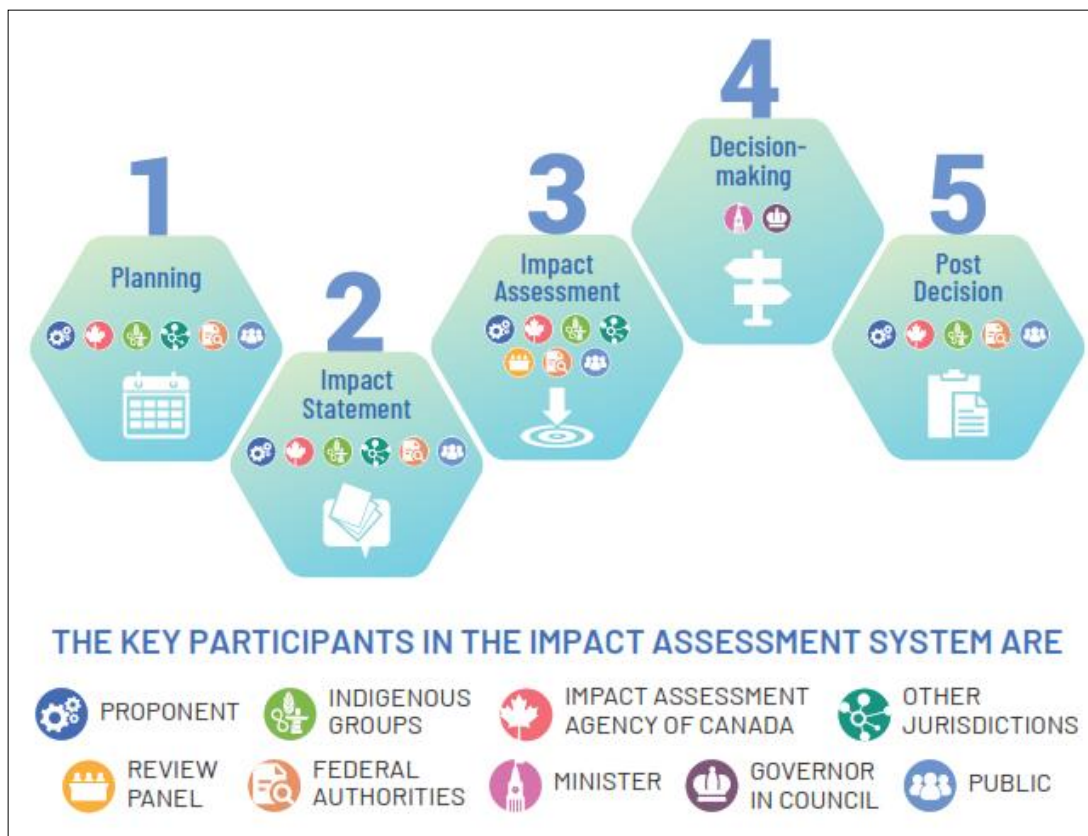 1
Planning
2
Impact
Statement
3
Impact
Assessment
4
Decision-
making
5
Post
Decision
THE KEY PARTICIPANTS IN THE IMPACT ASSESSMENT SYSTEM ARE
PROPONENT
INDIGENOUS
GROUPS
IMPACT ASSESSMENT
AGENCY OF CANADA
OTHER
JURISDICTIONS
REVIEW
PANEL
FEDERAL
AUTHORITIES
MINISTER
GOVERNOR
IN COUNCIL
PUBLIC